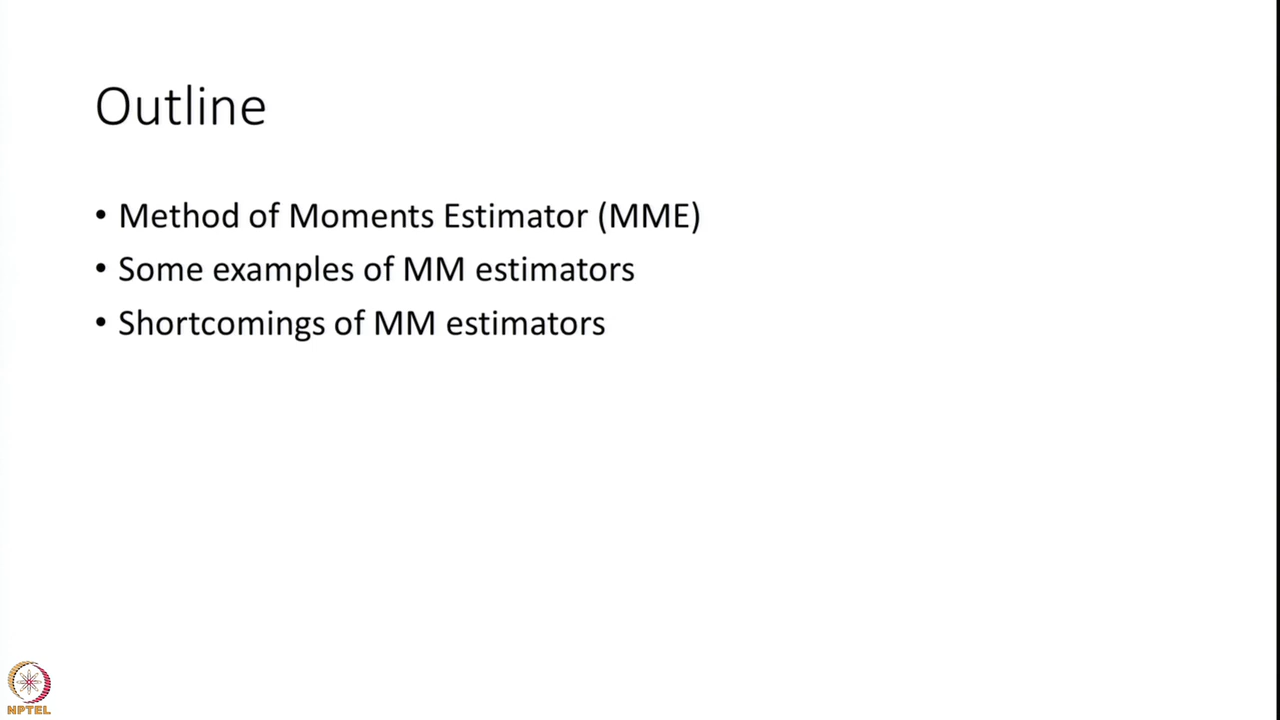 Outline
• Method of Moments Estimator (MME)
• Some examples of MM estimators
• Shortcomings of MM estimators
NPTEL